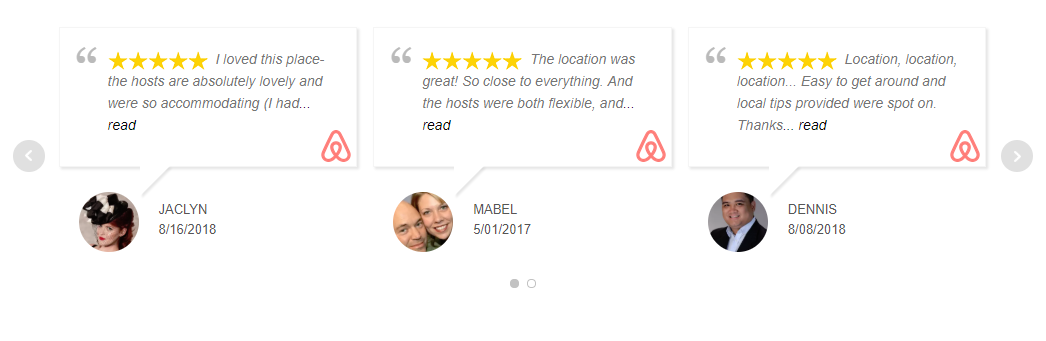 “ ★★★★★ I loved this place-
the hosts are absolutely lovely and
were so accommodating (I had...
read
JACLYN
8/16/2018
“ ★★★★★ The location was
great! So close to everything. And
the hosts were both flexible, and...
read
MABEL
5/01/2017
“ ★★★★★ Location, location,
location... Easy to get around and
local tips provided were spot on.
Thanks... read
DENNIS
8/08/2018